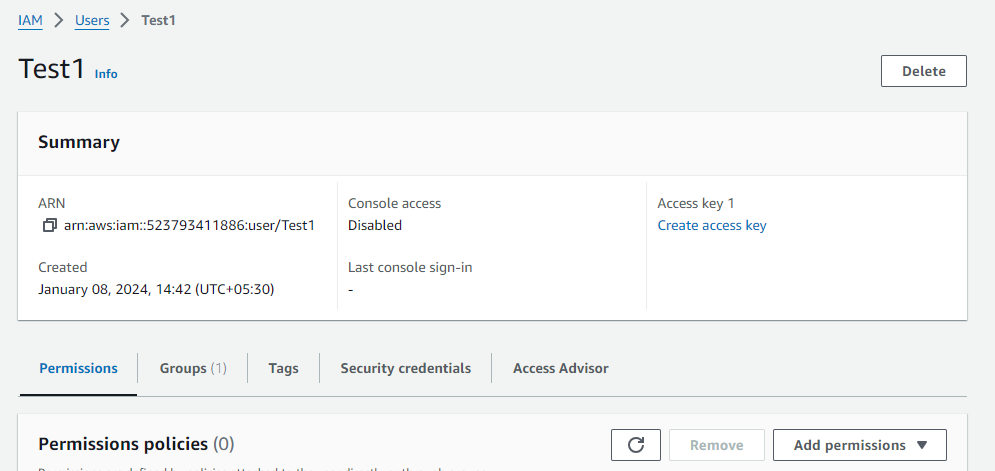 IAM > Users > Test1
Test1 Info
Delete
Summary
ARN
arn:aws:iam::523793411886:user/Test1
Created
January 08, 2024, 14:42 (UTC+05:30)
Console access
Disabled
Last console sign-in
-
Access key 1
Create access key
Permissions
Groups (1)
Tags
Security credentials
Access Advisor
Permissions policies (0)
Remove
Add permissions